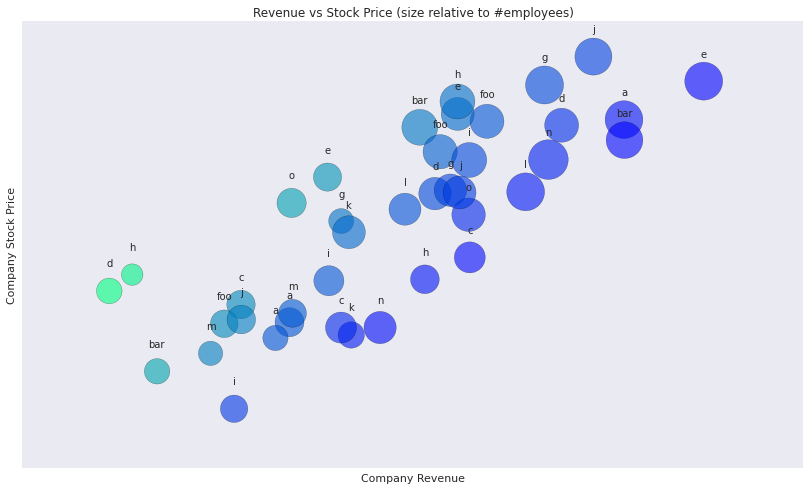 Revenue vs Stock Price (size relative to #employees)
j
e
g
h
e
foo
a
d
bar
bar
foo
i
n
e
d
g
j
l
o
l
o
g
k
c
h
d
h
i
c
m
a
j
foo
a
c
k
n
m
bar
i
Company Stock Price
Company Revenue